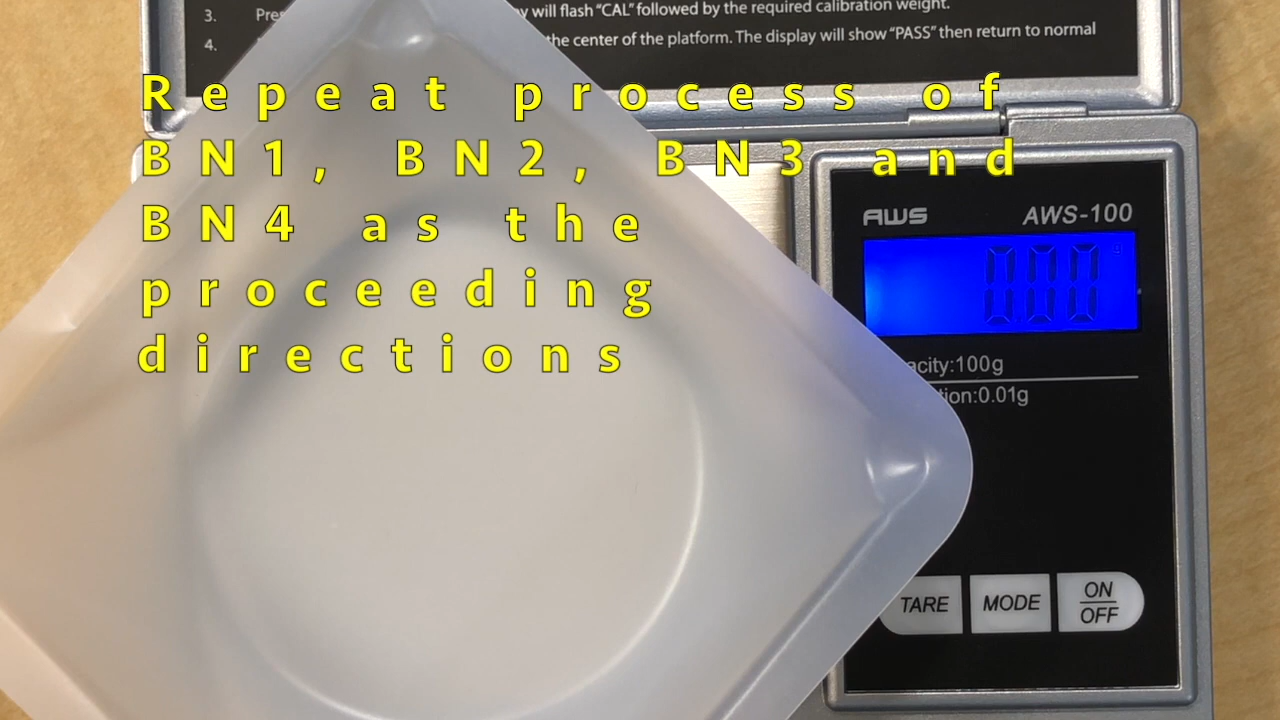 3. will flash “CAL” followed by the required calibration weight.
4. the center of the platform. The display will show “PASS” then return to normal
Repeat process of
BN1, BN2, BN3 and
BN4 as the
proceeding
directions
AWS AWS-100
0.00
:100g
:0.01g
TARE MODE ON
OFF